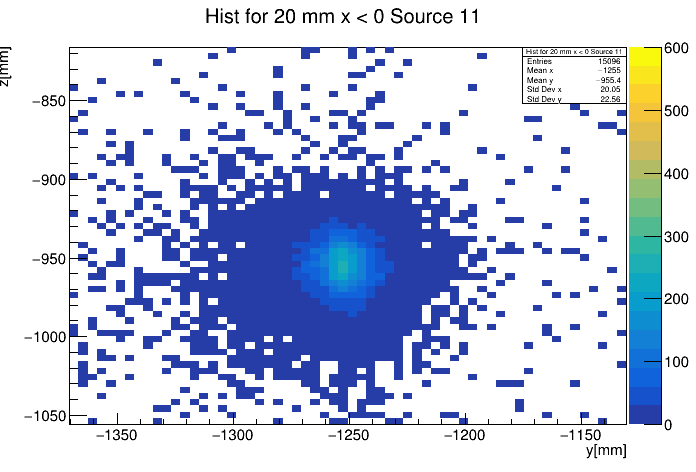 Hist for 20 mm x < 0 Source 11
z[mm]
Hist for 20 mm x < 0 Source 11
Entries 15096
Mean x −1255
Mean y −955.4
Std Dev x 20.05
Std Dev y 22.56
600
500
400
300
200
100
0
−850
−900
−950
−1000
−1050
−1350 −1300 −1250 −1200 −1150
y[mm]